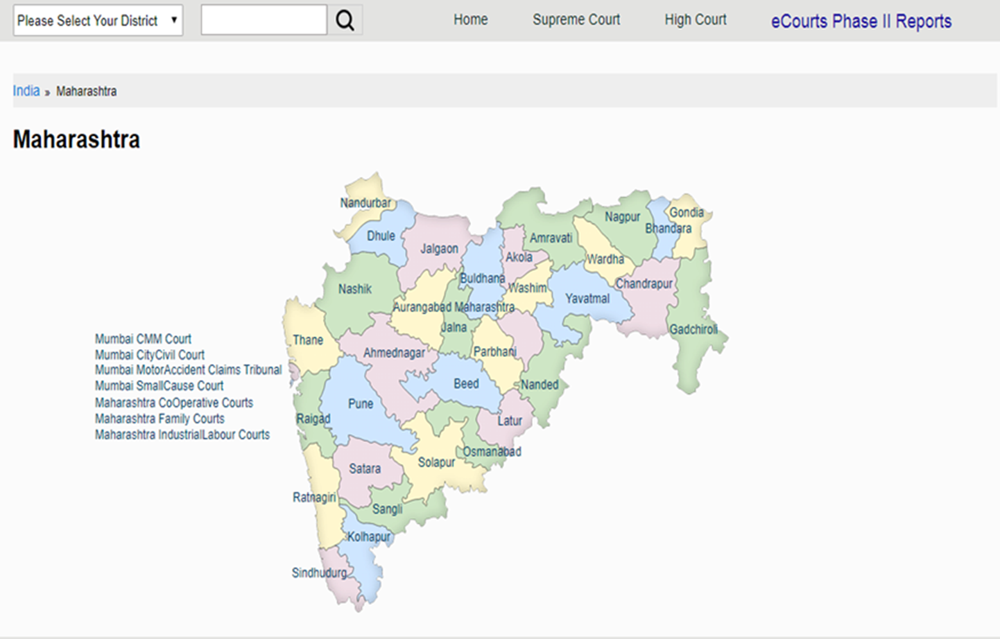 Please Select Your District
Home Supreme Court High Court eCourts Phase II Reports
India » Maharashtra
Maharashtra
Nandurbar
Gondia
Nagpur
Bhandara
Dhule
Amravati
Jalgaon
Akola
Wardha
Buldhana
Chandrapur
Nashik
Washim
Yavatmal
Aurangabad Maharashtra
Jalna
Gadchiroli
Thane
Mumbai CMM Court
Mumbai CityCivil Court
Mumbai MotorAccident Claims Tribunal
Mumbai SmallCause Court
Maharashtra CoOperative Courts
Maharashtra Family Courts
Maharashtra IndustrialLabour Courts
Ahmednagar
Parbhani
Beed
Nanded
Pune
Raigad
Latur
Osmanabad
Solapur
Satara
Ratnagiri
Sangli
Kolhapur
Sindhudurg